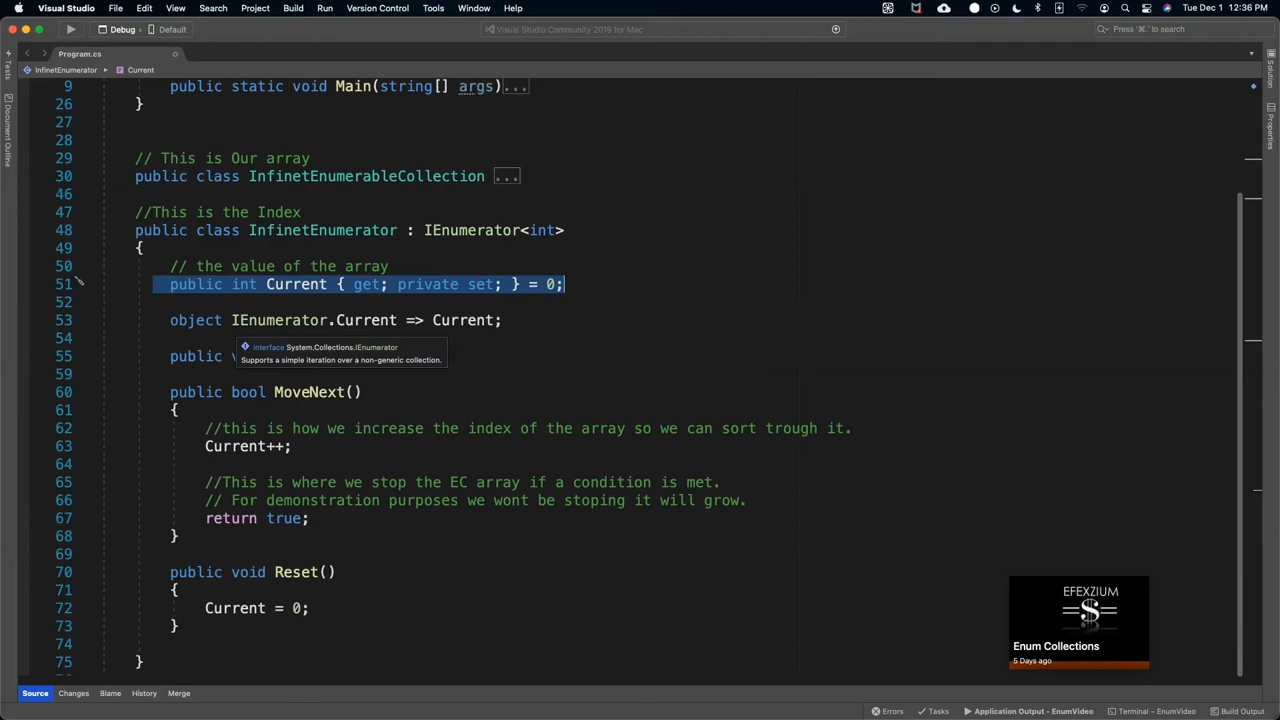 Visual Studio File Edit View Search Project Build Run Version Control Tools Window Help Tue Dec 1 12:36 PM
Debug Default Visual Studio Community 2019 for Mac Press '⌘.' to search
Program.cs
InfinetEnumerator Current
Tests
Document Outline
Solution
Properties
9 public static void Main(string[] args)...
26 }
27
28
29 // This is Our array
30 public class InfinetEnumerableCollection ...
46
47 //This is the Index
48 public class InfinetEnumerator : IEnumerator<int>
49 {
50 // the value of the array
51 public int Current { get; private set; } = 0;
52
53 object IEnumerator.Current => Current;
54
interface System.Collections.IEnumerator
Supports a simple iteration over a non-generic collection.
55 public v
59
60 public bool MoveNext()
61 {
62 //this is how we increase the index of the array so we can sort trough it.
63 Current++;
64
65 //This is where we stop the EC array if a condition is met.
66 // For demonstration purposes we wont be stoping it will grow.
67 return true;
68 }
69
70 public void Reset()
71 {
72 Current = 0;
73 }
74
75 }
EFEXZIUM
$
Enum Collections
5 Days ago
Source Changes Blame History Merge
Errors Tasks Application Output - EnumVideo Terminal – EnumVideo Build Output